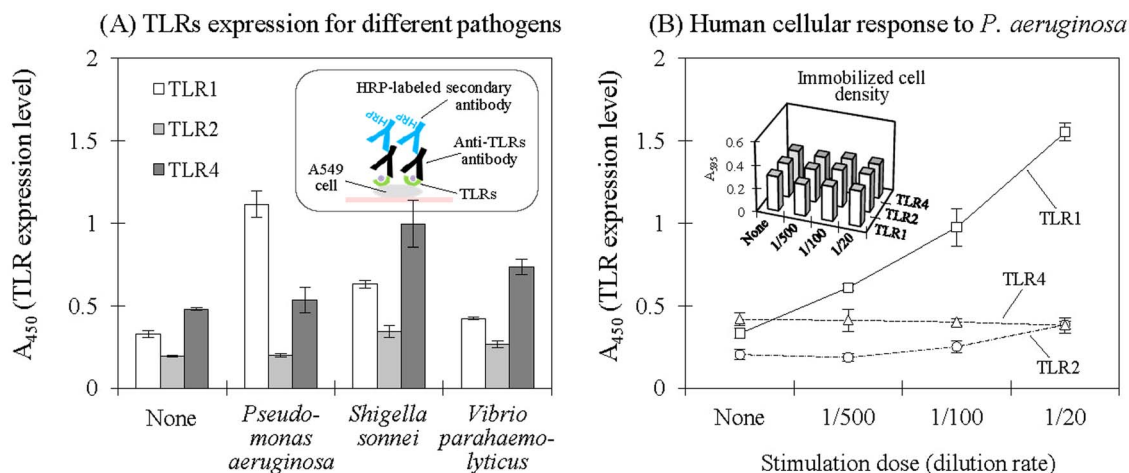 (A) TLRs expression for different pathogens
A450 (TLR expression level)
2
1.5
1
0.5
0
TLR1
TLR2
TLR4
HRP-labeled secondary
antibody
HRP HRP
Anti-TLRs
antibody
A549
cell
TLRs
None
Pseudo-
monas
aeruginosa
Shigella
sonnei
Vibrio
parahaemo-
lyticus
(B) Human cellular response to P. aeruginosa
A450 (TLR expression level)
2
1.5
1
0.5
0
Immobilized cell
density
A595
0.6
0.4
0.2
0
None
1/500
1/100
1/20
TLR4
TLR2
TLR1
TLR1
TLR4
TLR2
None
1/500
1/100
1/20
Stimulation dose (dilution rate)